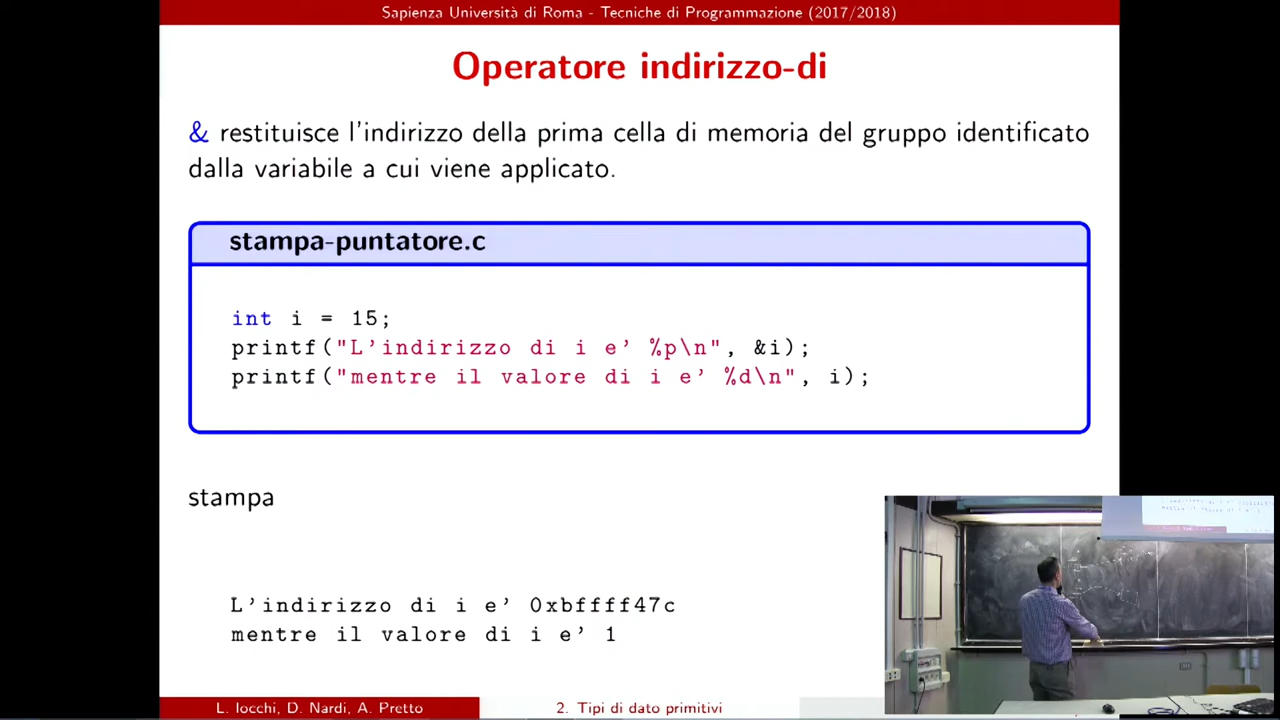 Sapienza Università di Roma - Tecniche di Programmazione (2017/2018)
Operatore indirizzo-di
& restituisce l'indirizzo della prima cella di memoria del gruppo identificato
dalla variabile a cui viene applicato.
stampa-puntatore.c
int i = 15;
printf("L'indirizzo di i e' %p\n", &i);
printf("mentre il valore di i e' %d\n", i);
stampa
L'indirizzo di i e' 0xbffff47c
mentre il valore di i e' 1
L. Iocchi, D. Nardi, A. Pretto
2. Tipi di dato primitivi